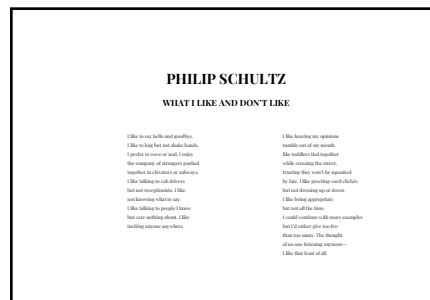 PHILIP SCHULTZ
WHAT I LIKE AND DON'T LIKE
I like to say hello and goodbye.
I like to hug but not shake hands.
I prefer to wave or nod. I enjoy
the company of strangers pushed
together in elevators or subways.
I like talking to cab drivers
but not receptionists. I like
not knowing what to say.
I like talking to people I know
but care nothing about. I like
inviting anyone anywhere.
I like hearing my opinions
tumble out of my mouth
like toddlers tied together
while crossing the street,
trusting they won't be squashed
by fate. I like greeting-card clichés
but not dressing up or down.
I like being appropriate
but not all the time.
I could continue with more examples
but I'd rather give too few
than too many. The thought
of no one listening anymore—
I like that least of all.